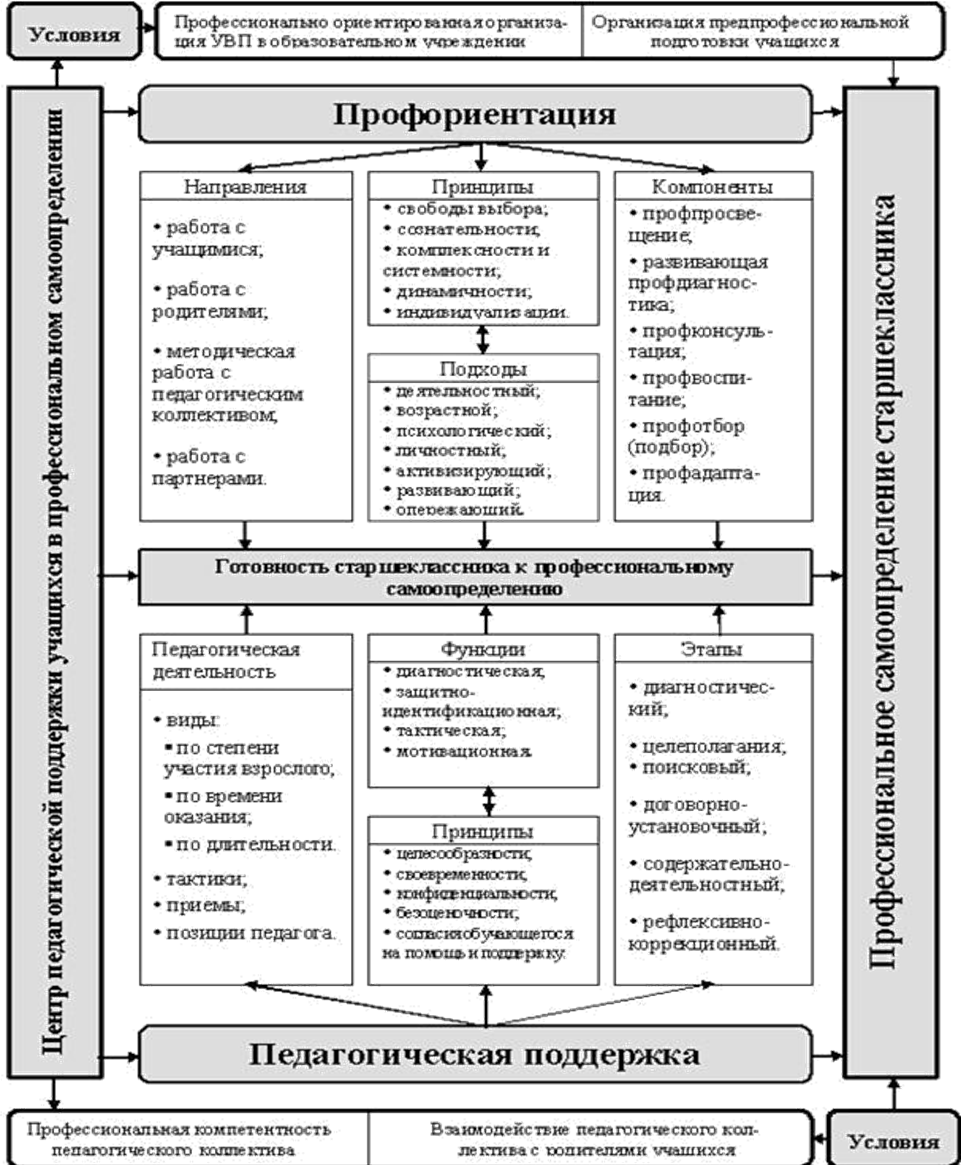 Условия
Профессионально ориентированная организа-
ция УВП в образовательном учреждении
Организация предпрофессиональной
подготовки учащихся
Центр педагогической поддержки учащихся в профессиональном самоопределении
Профориентация
Направления
• работа с
учащимися;
• работа с
родителями;
• методическая
работа с
педагогическим
коллективом;
• работа с
партнерами.
Принципы
• свободы выбора;
• сознательности;
• комплексности и
системности;
• динамичности;
• индивидуализации.
Подходы
• деятельностный;
• возрастной;
• психологический;
• личностный;
• активизирующий;
• развивающий;
• опережающий.
Компоненты
• профпросве-
щение;
• развивающая
профдиагнос-
тика;
• профконсуль-
тация;
• профвоспи-
тание;
• профотбор
(подбор);
• профадапта-
ция.
Профессиональное самоопределение старшеклассника
Готовность старшеклассника к профессиональному
самоопределению
Педагогическая
деятельность
• виды:
▪ по степени
участия взрослого;
▪ по времени
оказания;
▪ по длительности.
• тактики;
• приемы;
• позиции педагога.
Функции
• диагностическая;
• защитно-
идентификационная;
• тактическая;
• мотивационная.
Принципы
• целесообразности;
• своевременности;
• конфиденциальности;
• безоценочности;
• согласия обучающегося
на помощь и поддержку.
Этапы
• диагностичес-
кий;
• целеполагания;
• поисковый;
• договорно-
установочный;
• содержательно-
деятельностный;
• рефлексивно-
коррекционный.
Педагогическая поддержка
Профессиональная компетентность
педагогического коллектива
Взаимодействие педагогического кол-
лектива с родителями учащихся
Условия